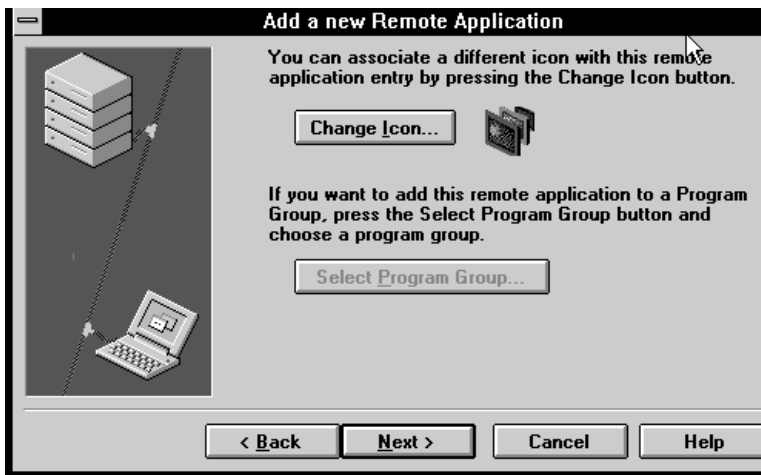 Add a new Remote Application
You can associate a different icon with this remote
application entry by pressing the Change Icon button.
Change Icon...
If you want to add this remote application to a Program
Group, press the Select Program Group button and
choose a program group.
Select Program Group...
< Back
Next >
Cancel
Help